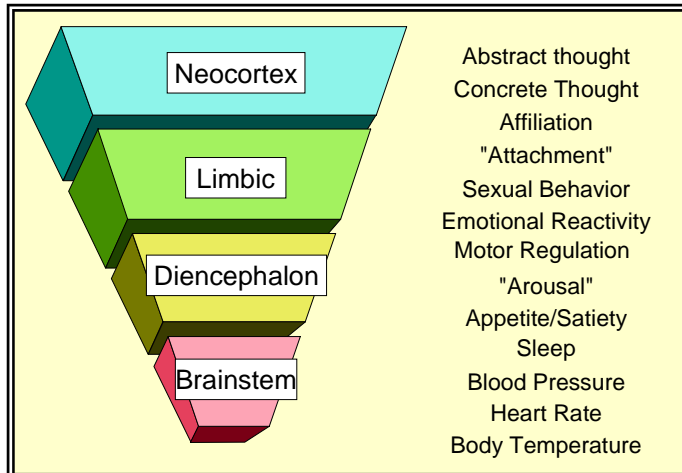 Neocortex
Limbic
Diencephalon
Brainstem
Abstract thought
Concrete Thought
Affiliation
"Attachment"
Sexual Behavior
Emotional Reactivity
Motor Regulation
"Arousal"
Appetite/Satiety
Sleep
Blood Pressure
Heart Rate
Body Temperature